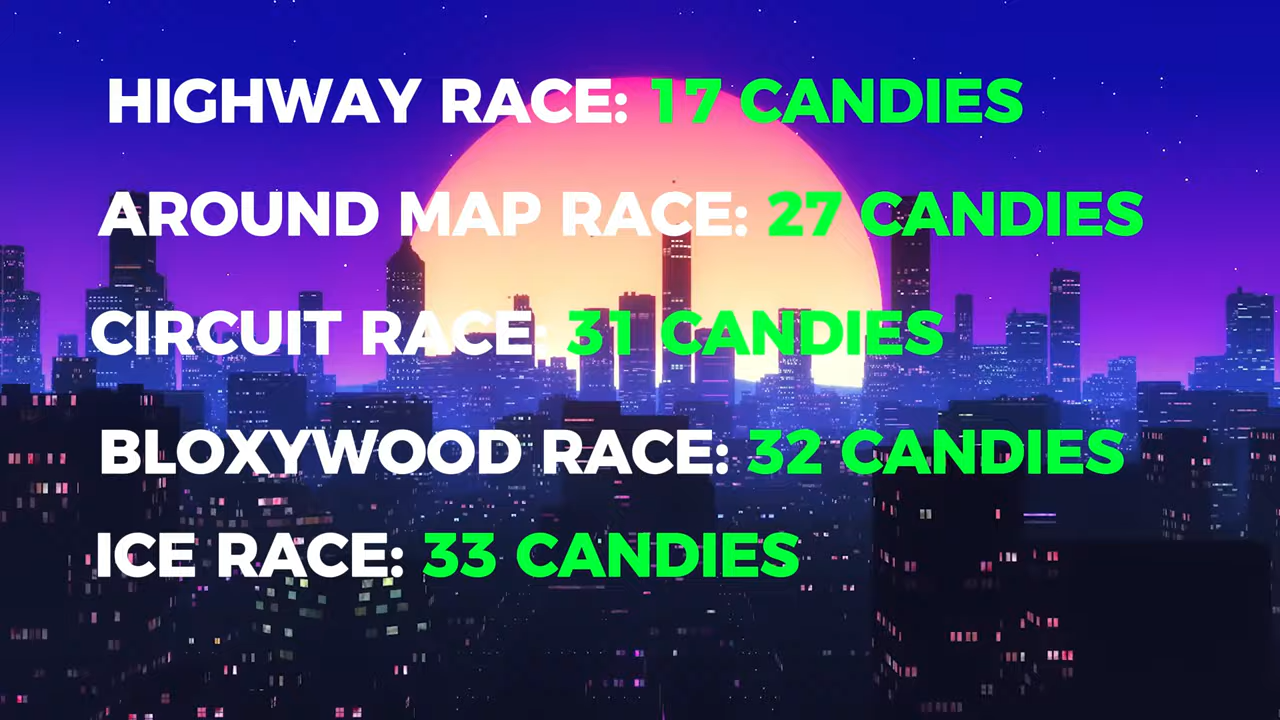 HIGHWAY RACE: 17 CANDIES
AROUND MAP RACE: 27 CANDIES
CIRCUIT RACE: 31 CANDIES
BLOXYWOOD RACE: 32 CANDIES
ICE RACE: 33 CANDIES